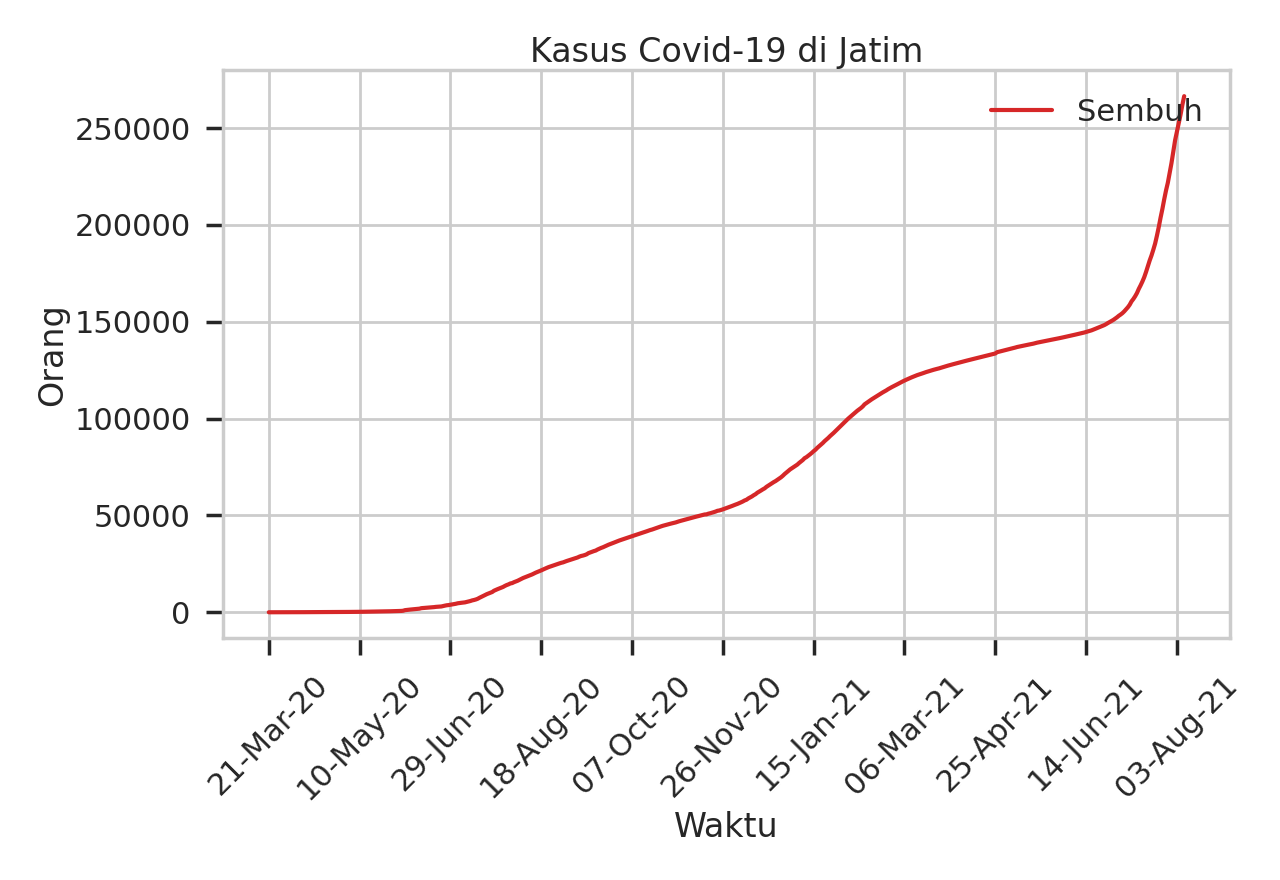 Kasus Covid-19 di Jatim
Sembuh
Orang
250000
200000
150000
100000
50000
0
21-Mar-20
10-May-20
29-Jun-20
18-Aug-20
07-Oct-20
26-Nov-20
15-Jan-21
06-Mar-21
25-Apr-21
14-Jun-21
03-Aug-21
Waktu